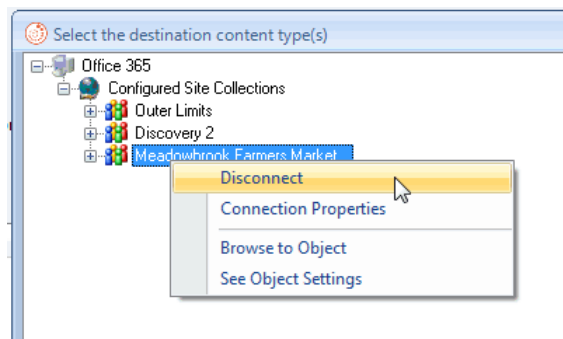 Select the destination content type(s)
Office 365
Configured Site Collections
Outer Limits
Discovery 2
Meadowbrook Farmers Market
Disconnect
Connection Properties
Browse to Object
See Object Settings